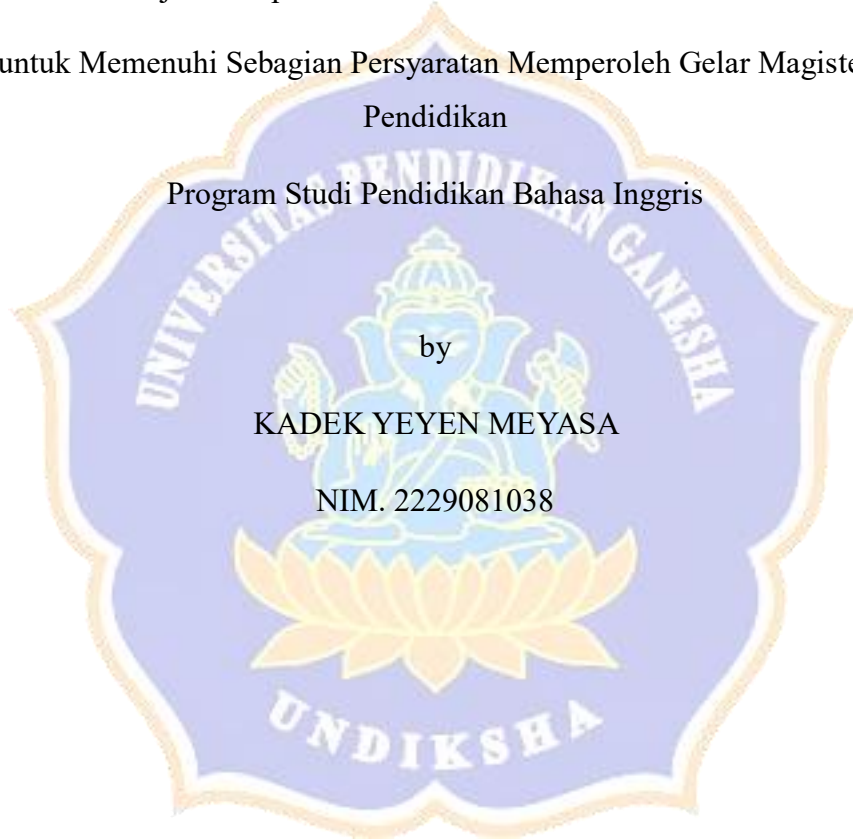 untuk Memenuhi Sebagian Persyaratan Memperoleh Gelar Magiste
Pendidikan
Program Studi Pendidikan Bahasa Inggris
UNIVERSITAS PENDIDIKAN GANESHA
by
KADEK YEYEN MEYASA
NIM. 2229081038
UNDIKSHA